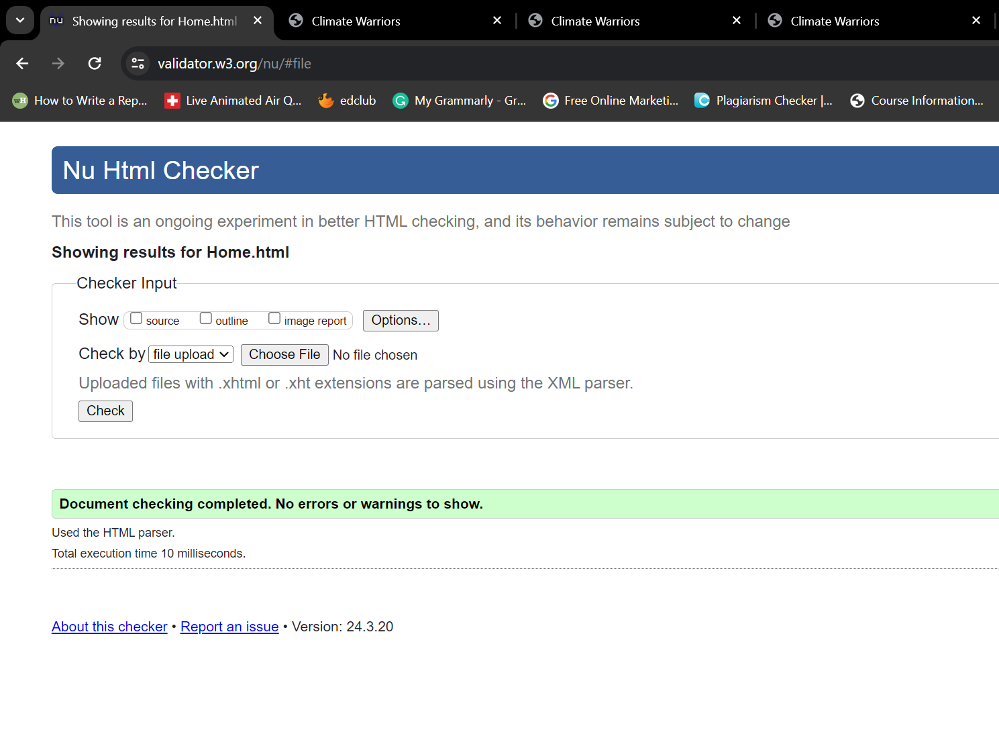 nu Showing results for Home.html
Climate Warriors
Climate Warriors
Climate Warriors
validator.w3.org/nu/#file
wH How to Write a Rep...
Live Animated Air Q...
edclub
My Grammarly - Gr...
Free Online Marketi...
Plagiarism Checker |...
Course Information...
Nu Html Checker
This tool is an ongoing experiment in better HTML checking, and its behavior remains subject to change
Showing results for Home.html
Checker Input
Show source outline image report Options...
Check by file upload Choose File No file chosen
Uploaded files with .xhtml or .xht extensions are parsed using the XML parser.
Check
Document checking completed. No errors or warnings to show.
Used the HTML parser.
Total execution time 10 milliseconds.
About this checker • Report an issue • Version: 24.3.20